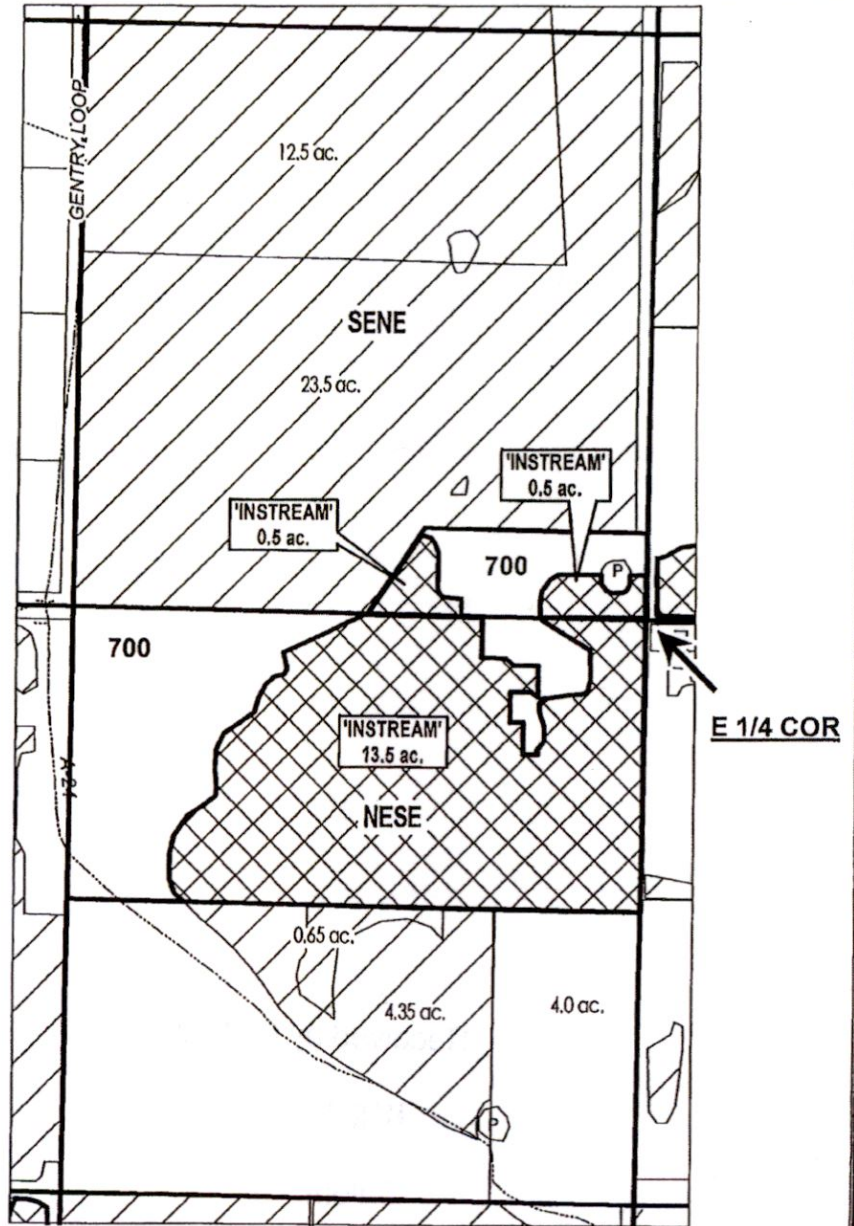 GENTRY LOOP
12.5 ac.
SENE
23.5 ac.
'INSTREAM'
0.5 ac.
'INSTREAM'
0.5 ac.
700
P
700
E 1/4 COR
'INSTREAM'
13.5 ac.
A-21
NESE
0.65 ac.
4.35 ac.
4.0 ac.
P